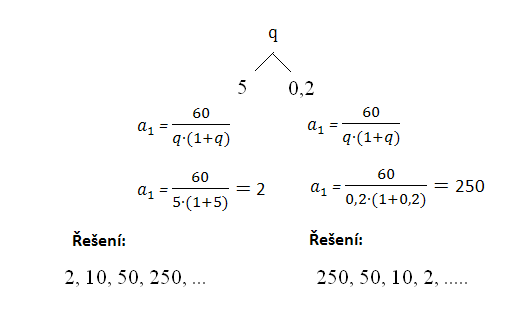 q
5 0,2
a₁ = 60/(q·(1+q)) a₁ = 60/(q·(1+q))
a₁ = 60/(5·(1+5)) = 2 a₁ = 60/(0,2·(1+0,2)) = 250
Řešení: Řešení:
2, 10, 50, 250, ... 250, 50, 10, 2, .....